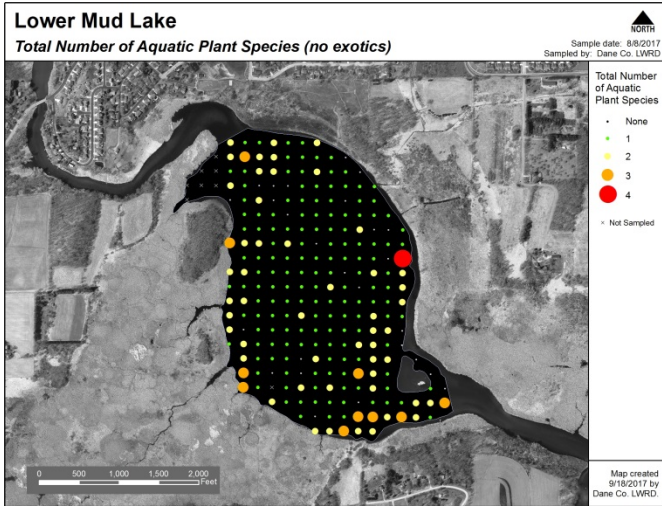 Lower Mud Lake
Total Number of Aquatic Plant Species (no exotics)
NORTH
Sample date: 8/8/2017
Sampled by: Dane Co. LWRD
Total Number
of Aquatic
Plant Species
None
1
2
3
4
× Not Sampled
0 500 1,000 1,500 2,000
Feet
Map created
9/18/2017 by
Dane Co. LWRD.